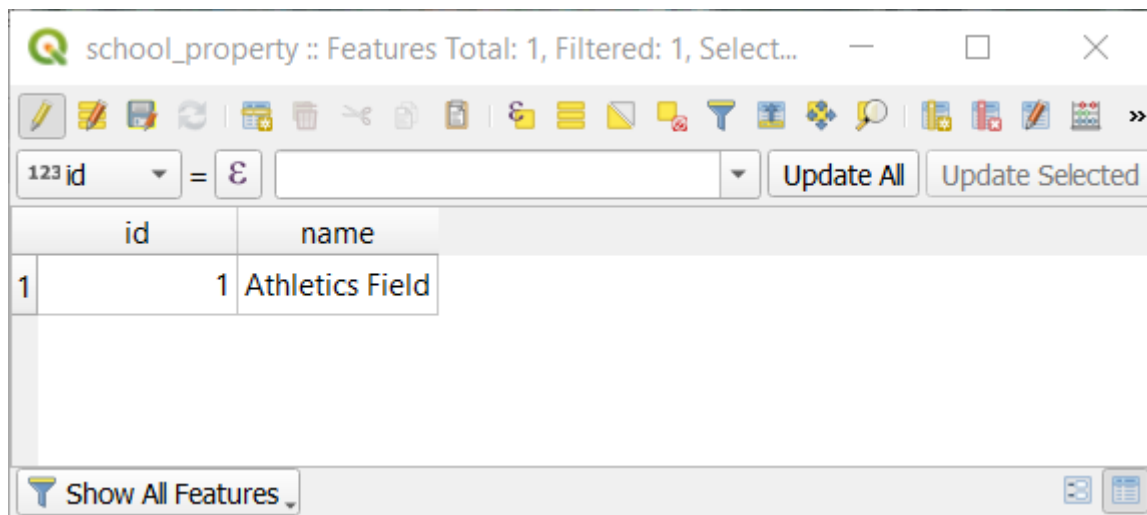 school_property :: Features Total: 1, Filtered: 1, Select...
123 id = ε Update All Update Selected
id name
1 1 Athletics Field
Show All Features